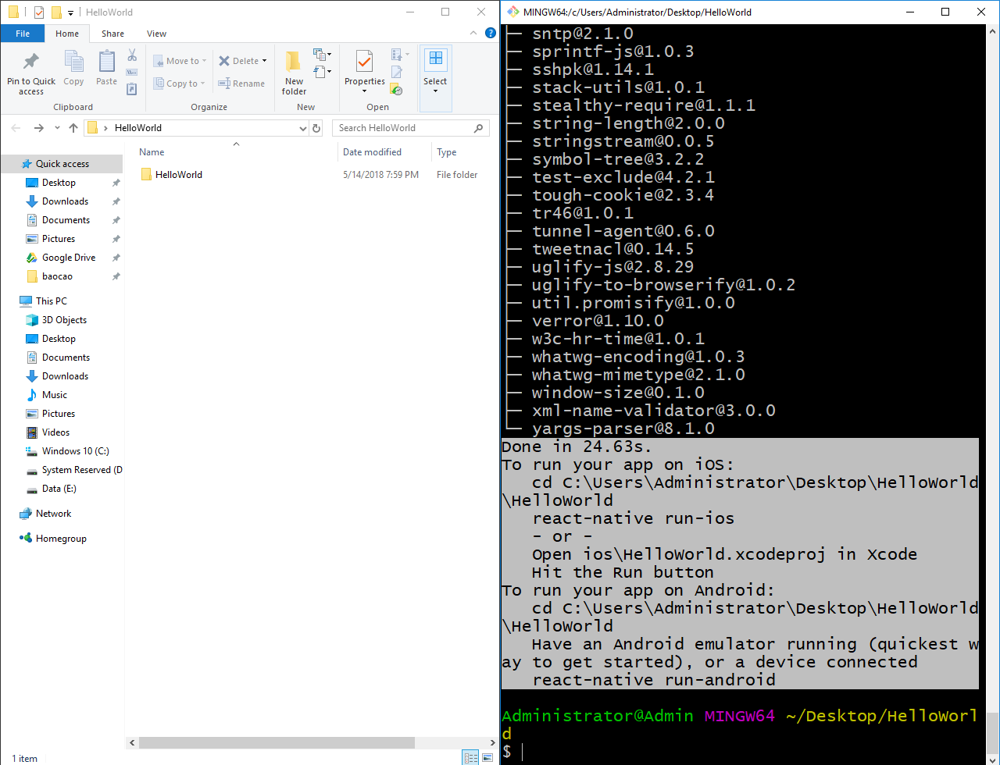 HelloWorld
File
Home
Share
View
Pin to Quick access
Copy
Paste
Move to
Copy to
Delete
Rename
New folder
Properties
Open
Select
Clipboard
Organize
New
HelloWorld
Search HelloWorld
Name
Date modified
Type
HelloWorld
5/14/2018 7:59 PM
File folder
Quick access
Desktop
Downloads
Documents
Pictures
Google Drive
baocao
This PC
3D Objects
Desktop
Documents
Downloads
Music
Pictures
Videos
Windows 10 (C:)
System Reserved (D
Data (E:)
Network
Homegroup
1 item
MINGW64:/c/Users/Administrator/Desktop/HelloWorld
├─ sntp@2.1.0
├─ sprintf-js@1.0.3
├─ sshpk@1.14.1
├─ stack-utils@1.0.1
├─ stealthy-require@1.1.1
├─ string-length@2.0.0
├─ stringstream@0.0.5
├─ symbol-tree@3.2.2
├─ test-exclude@4.2.1
├─ tough-cookie@2.3.4
├─ tr46@1.0.1
├─ tunnel-agent@0.6.0
├─ tweetnacl@0.14.5
├─ uglify-js@2.8.29
├─ uglify-to-browserify@1.0.2
├─ util.promisify@1.0.0
├─ verror@1.10.0
├─ w3c-hr-time@1.0.1
├─ whatwg-encoding@1.0.3
├─ whatwg-mimetype@2.1.0
├─ window-size@0.1.0
├─ xml-name-validator@3.0.0
└─ yargs-parser@8.1.0
Done in 24.63s.
To run your app on iOS:
cd C:\Users\Administrator\Desktop\HelloWorld
\HelloWorld
react-native run-ios
- or -
Open ios\HelloWorld.xcodeproj in Xcode
Hit the Run button
To run your app on Android:
cd C:\Users\Administrator\Desktop\HelloWorld
\HelloWorld
Have an Android emulator running (quickest w
ay to get started), or a device connected
react-native run-android
Administrator@Admin MINGW64 ~/Desktop/HelloWorl
d
$